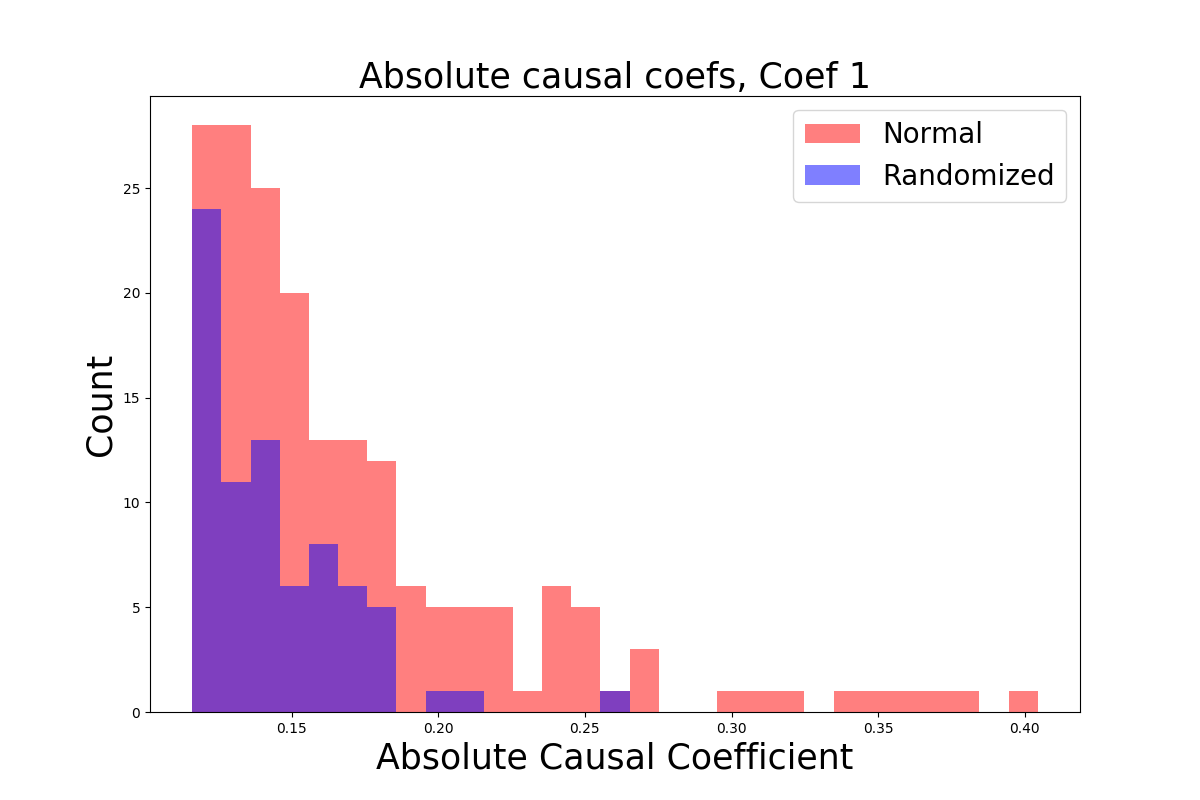 Absolute causal coefs, Coef 1
Normal
Randomized
Count
25
20
15
10
5
0
0.15 0.20 0.25 0.30 0.35 0.40
Absolute Causal Coefficient